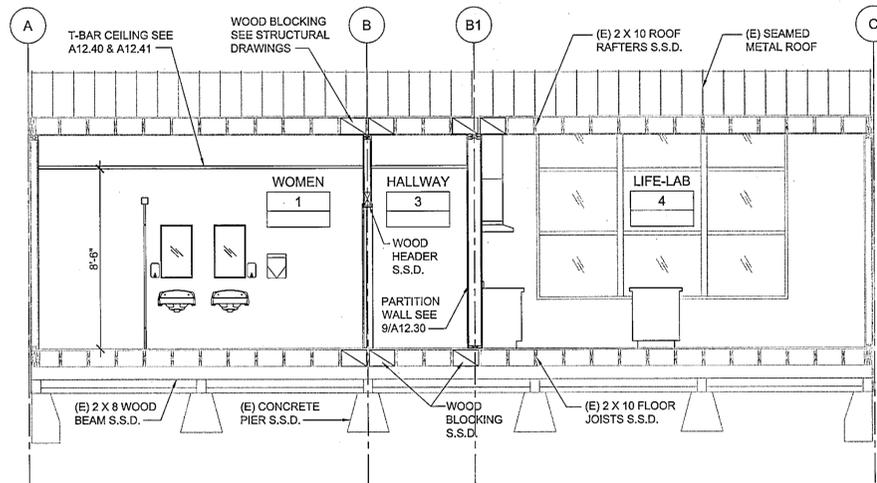 A
B
B1
C
T-BAR CEILING SEE
A12.40 & A12.41
WOOD BLOCKING
SEE STRUCTURAL
DRAWINGS
(E) 2 X 10 ROOF
RAFTERS S.S.D.
(E) SEAMED
METAL ROOF
WOMEN
1
HALLWAY
3
LIFE-LAB
4
8'-6"
WOOD
HEADER
S.S.D.
PARTITION
WALL SEE
9/A12.30
(E) 2 X 8 WOOD
BEAM S.S.D.
(E) CONCRETE
PIER S.S.D.
WOOD
BLOCKING
S.S.D.
(E) 2 X 10 FLOOR
JOISTS S.S.D.